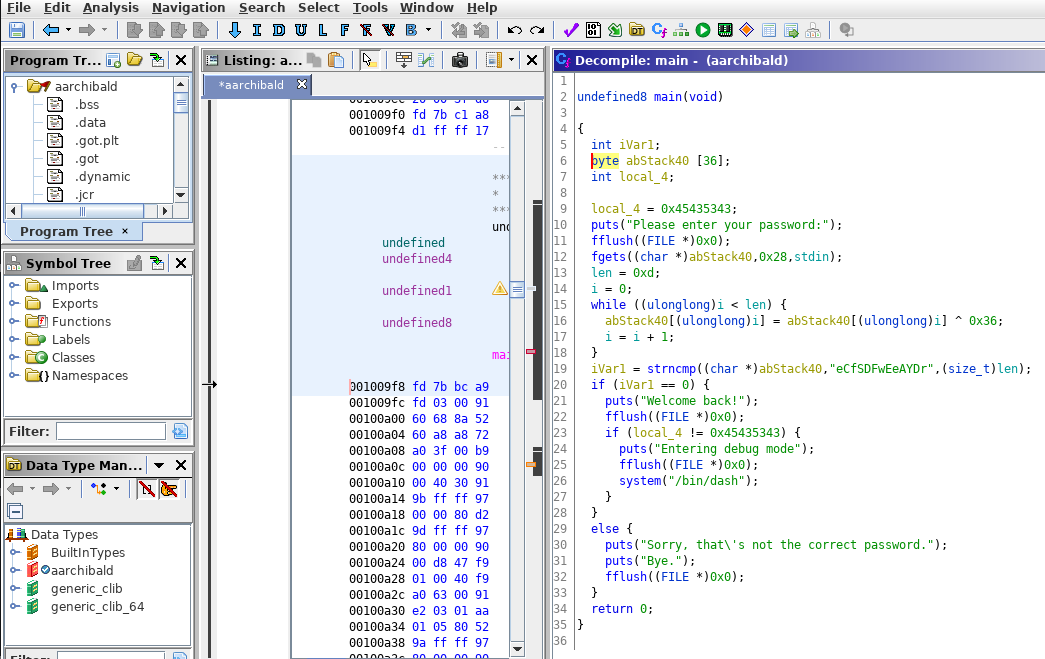 File Edit Analysis Navigation Search Select Tools Window Help
I D U L F R V B
Program Tr...
aarchibald
.bss
.data
.got.plt
.got
.dynamic
.jcr
Program Tree ×
Symbol Tree
Imports
Exports
Functions
Labels
Classes
Namespaces
Filter:
Data Type Man...
Data Types
BuiltInTypes
aarchibald
generic_clib
generic_clib_64
Listing: a...
*aarchibald
001009f0 fd 7b c1 a8
001009f4 d1 ff ff 17
--
***
*
***
und
undefined
undefined4
undefined1
undefined8
mai
001009f8 fd 7b bc a9
001009fc fd 03 00 91
00100a00 60 68 8a 52
00100a04 60 a8 a8 72
00100a08 a0 3f 00 b9
00100a0c 00 00 00 90
00100a10 00 40 30 91
00100a14 9b ff ff 97
00100a18 00 00 80 d2
00100a1c 9d ff ff 97
00100a20 80 00 00 90
00100a24 00 d8 47 f9
00100a28 01 00 40 f9
00100a2c a0 63 00 91
00100a30 e2 03 01 aa
00100a34 01 05 80 52
00100a38 9a ff ff 97
Decompile: main - (aarchibald)
1
2 undefined8 main(void)
3
4 {
5 int iVar1;
6 byte abStack40 [36];
7 int local_4;
8
9 local_4 = 0x45435343;
10 puts("Please enter your password:");
11 fflush((FILE *)0x0);
12 fgets((char *)abStack40,0x28,stdin);
13 len = 0xd;
14 i = 0;
15 while ((ulonglong)i < len) {
16 abStack40[(ulonglong)i] = abStack40[(ulonglong)i] ^ 0x36;
17 i = i + 1;
18 }
19 iVar1 = strncmp((char *)abStack40,"eCfSDFwEeAYDr",(size_t)len);
20 if (iVar1 == 0) {
21 puts("Welcome back!");
22 fflush((FILE *)0x0);
23 if (local_4 != 0x45435343) {
24 puts("Entering debug mode");
25 fflush((FILE *)0x0);
26 system("/bin/dash");
27 }
28 }
29 else {
30 puts("Sorry, that\'s not the correct password.");
31 puts("Bye.");
32 fflush((FILE *)0x0);
33 }
34 return 0;
35 }
36